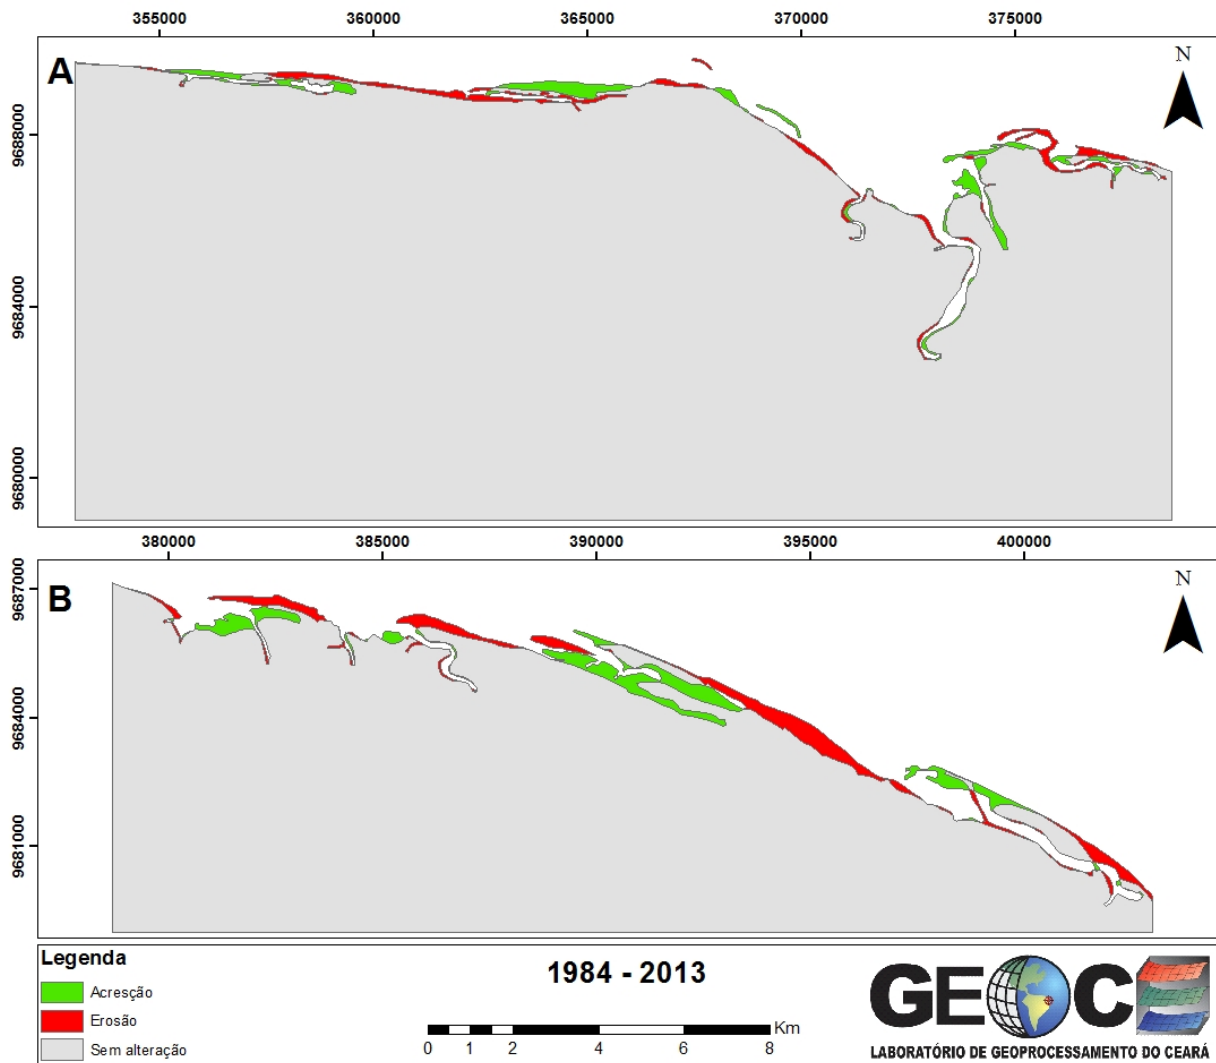 355000 360000 365000 370000 375000
A
N
9688000
9684000
9680000
380000 385000 390000 395000 400000
B
N
9687000
9684000
9681000
Legenda
Acresção
Erosão
Sem alteração
1984 - 2013
Km
0 1 2 4 6 8
GEOCE
LABORATÓRIO DE GEOPROCESSAMENTO DO CEARÁ